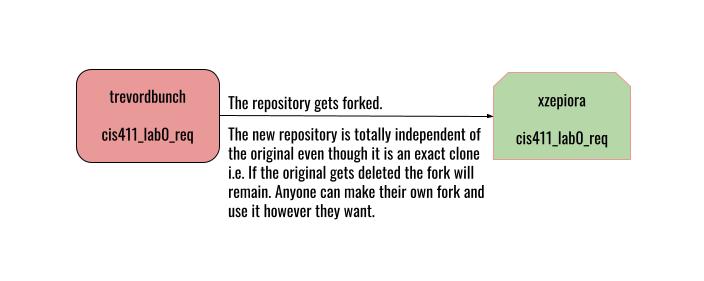 trevordbunch
cis411_lab0_req
The repository gets forked.
The new repository is totally independent of
the original even though it is an exact clone
i.e. If the original gets deleted the fork will
remain. Anyone can make their own fork and
use it however they want.
xzepiora
cis411_lab0_req